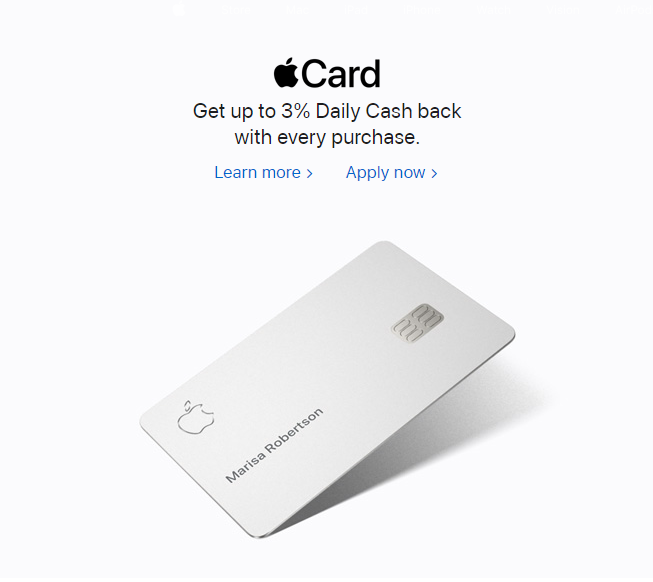 Card
Get up to 3% Daily Cash back
with every purchase.
Learn more >
Apply now >
Marisa Robertson